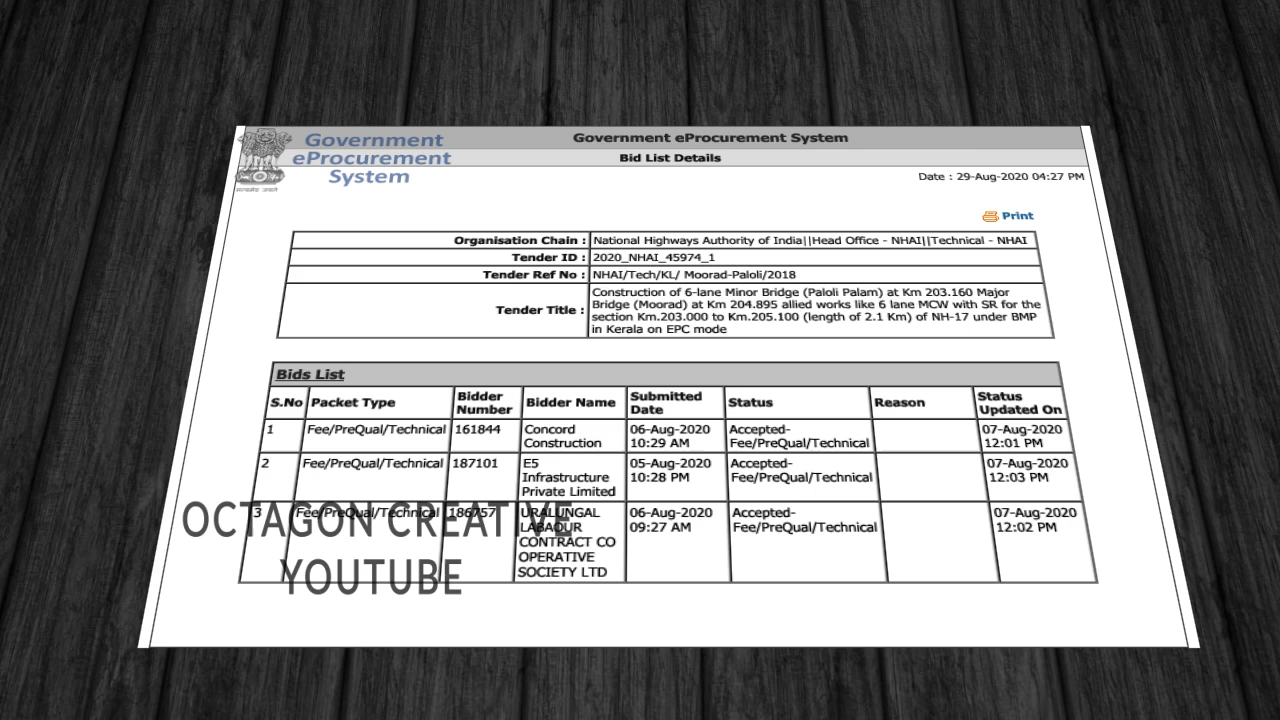 Government
eProcurement
System
Government eProcurement System
Bid List Details
Date : 29-Aug-2020 04:27 PM
Print
Organisation Chain : National Highways Authority of India||Head Office - NHAI||Technical - NHAI
Tender ID : 2020_NHAI_45974_1
Tender Ref No : NHAI/Tech/KL/ Moorad-Paloli/2018
Tender Title :
Construction of 6-lane Minor Bridge (Paloli Palam) at Km 203.160 Major
Bridge (Moorad) at Km 204.895 allied works like 6 lane MCW with SR for the
section Km.203.000 to Km.205.100 (length of 2.1 Km) of NH-17 under BMP
in Kerala on EPC mode
Bids List
S.No Packet Type Bidder Number Bidder Name Submitted Date Status Reason Status Updated On
1 Fee/PreQual/Technical 161844 Concord 06-Aug-2020 Accepted- 07-Aug-2020
Construction 10:29 AM Fee/PreQual/Technical 12:01 PM
2 Fee/PreQual/Technical 187101 E5 05-Aug-2020 Accepted- 07-Aug-2020
Infrastructure 10:28 PM Fee/PreQual/Technical 12:03 PM
Private Limited
3 Fee/PreQual/Technical 186757 URALUNGAL 06-Aug-2020 Accepted- 07-Aug-2020
LABAOUR 09:27 AM Fee/PreQual/Technical 12:02 PM
CONTRACT CO
OPERATIVE
SOCIETY LTD
OCTAGON CREATIVE
YOUTUBE